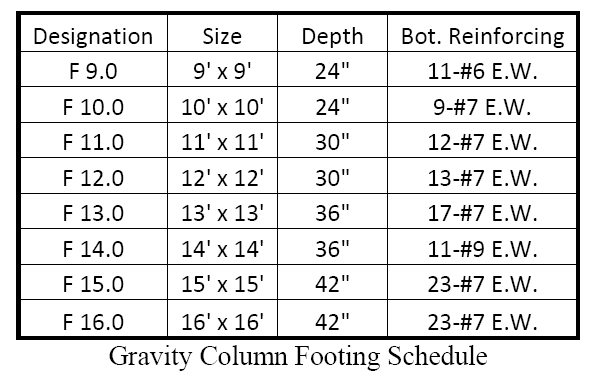 Designation Size Depth Bot. Reinforcing
F 9.0 9' x 9' 24" 11-#6 E.W.
F 10.0 10' x 10' 24" 9-#7 E.W.
F 11.0 11' x 11' 30" 12-#7 E.W.
F 12.0 12' x 12' 30" 13-#7 E.W.
F 13.0 13' x 13' 36" 17-#7 E.W.
F 14.0 14' x 14' 36" 11-#9 E.W.
F 15.0 15' x 15' 42" 23-#7 E.W.
F 16.0 16' x 16' 42" 23-#7 E.W.
Gravity Column Footing Schedule